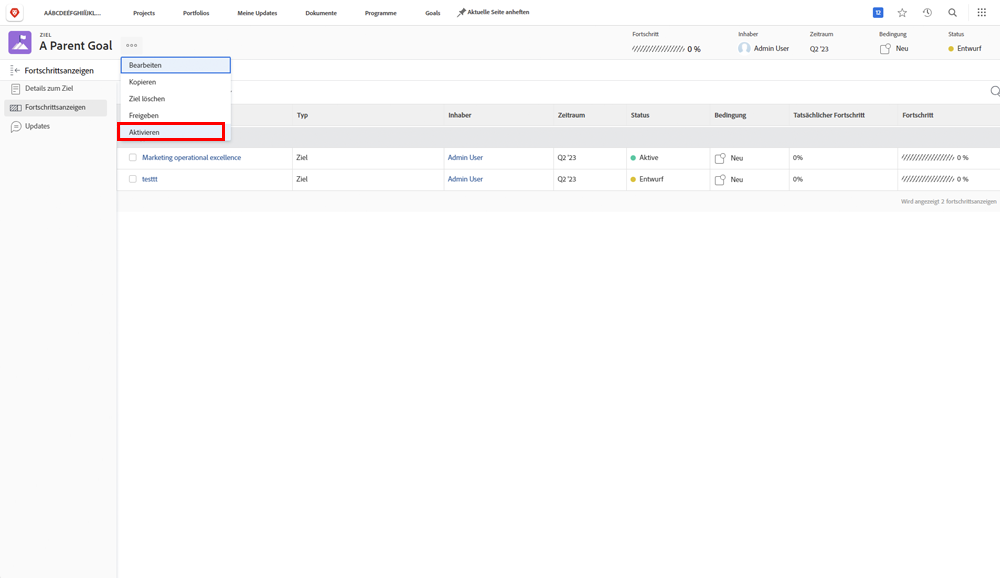 AÁBCDEÉFGHIÍJKL...
Projects
Portfolios
Meine Updates
Dokumente
Programme
Goals
Aktuelle Seite anheften
12
ZIEL
A Parent Goal
Fortschritt
0 %
Inhaber
Admin User
Zeitraum
Q2 '23
Bedingung
Neu
Status
Entwurf
Fortschrittsanzeigen
Details zum Ziel
Fortschrittsanzeigen
Updates
Bearbeiten
Kopieren
Ziel löschen
Freigeben
Aktivieren
Typ Inhaber Zeitraum Status Bedingung Tatsächlicher Fortschritt Fortschritt
Marketing operational excellence Ziel Admin User Q2 '23 Aktive Neu 0% 0 %
testtt Ziel Admin User Q2 '23 Entwurf Neu 0% 0 %
Wird angezeigt 2 fortschrittsanzeigen